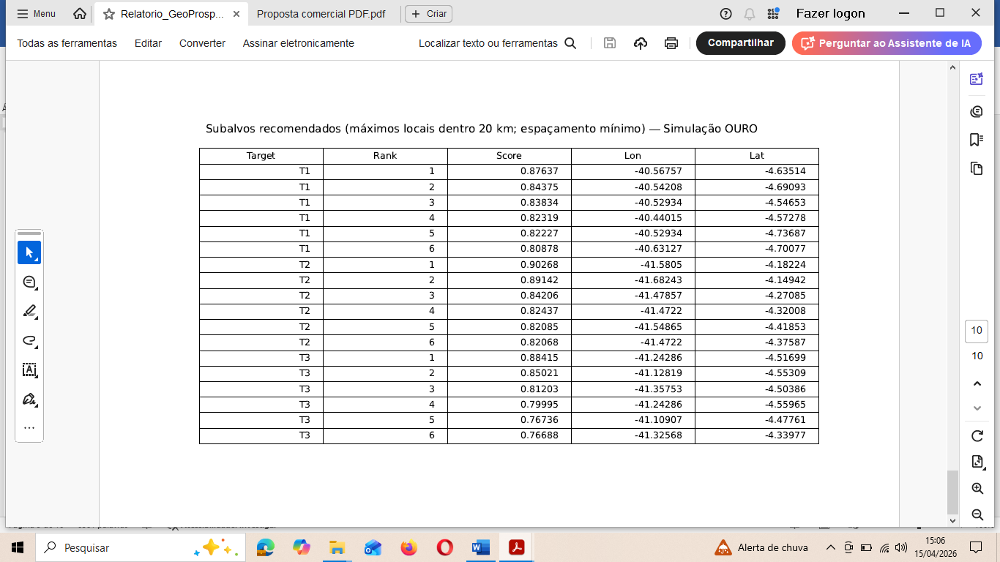 Menu
Relatorio_GeoProsp...
Proposta comercial PDF.pdf
Criar
Fazer logon
Todas as ferramentas
Editar
Converter
Assinar eletronicamente
Localizar texto ou ferramentas
Compartilhar
Perguntar ao Assistente de IA
Subalvos recomendados (máximos locais dentro 20 km; espaçamento mínimo) — Simulação OURO
Target Rank Score Lon Lat
T1 1 0.87637 -40.56757 -4.63514
T1 2 0.84375 -40.54208 -4.69093
T1 3 0.83834 -40.52934 -4.54653
T1 4 0.82319 -40.44015 -4.57278
T1 5 0.82227 -40.52934 -4.73687
T1 6 0.80878 -40.63127 -4.70077
T2 1 0.90268 -41.5805 -4.18224
T2 2 0.89142 -41.68243 -4.14942
T2 3 0.84206 -41.47857 -4.27085
T2 4 0.82437 -41.4722 -4.32008
T2 5 0.82085 -41.54865 -4.41853
T2 6 0.82068 -41.4722 -4.37587
T3 1 0.88415 -41.24286 -4.51699
T3 2 0.85021 -41.12819 -4.55309
T3 3 0.81203 -41.35753 -4.50386
T3 4 0.79995 -41.24286 -4.55965
T3 5 0.76736 -41.10907 -4.47761
T3 6 0.76688 -41.32568 -4.33977
10
10
Pesquisar
Alerta de chuva
15:06
15/04/2026